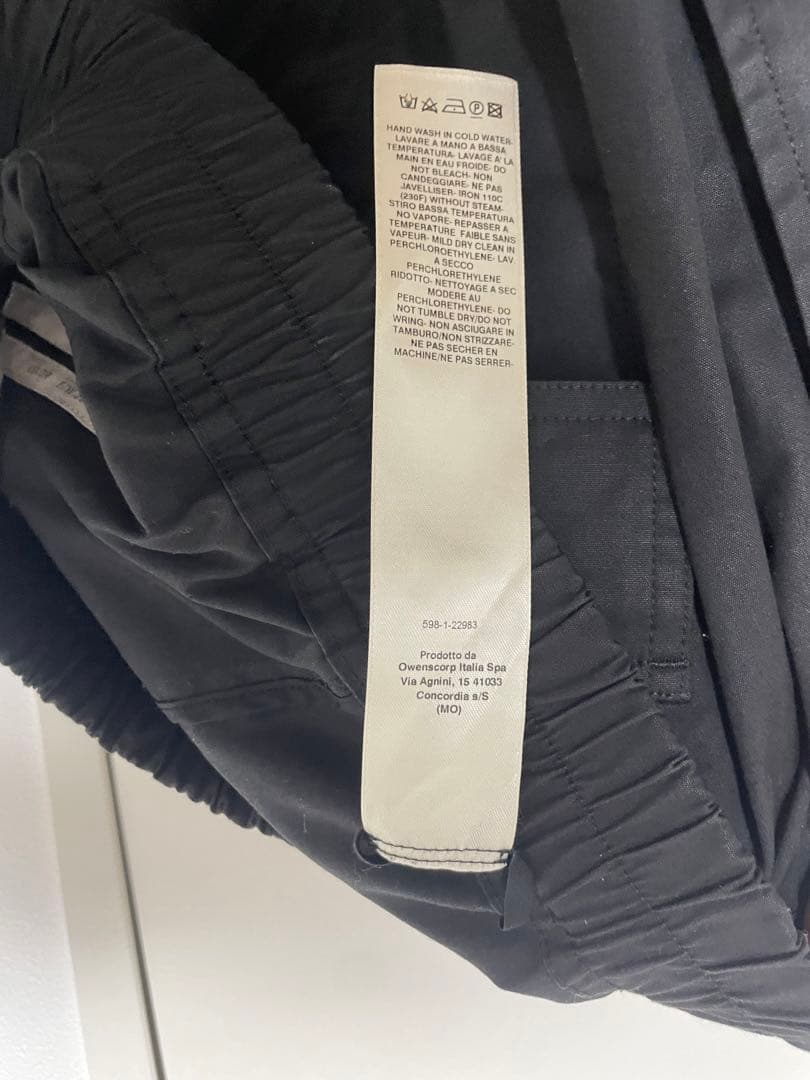 HAND WASH IN COLD WATER-
LAVARE A MANO A BASSA
TEMPERATURA- LAVAGE A' LA
MAIN EN EAU FROIDE- DO
NOT BLEACH- NON
CANDEGGIARE- NE PAS
JAVELLISER- IRON 110C
(230F) WITHOUT STEAM-
STIRO BASSA TEMPERATURA
NO VAPORE- REPASSER A
TEMPERATURE FAIBLE SANS
VAPEUR- MILD DRY CLEAN IN
PERCHLOROETHYLENE- LAV.
A SECCO
PERCHLORETHYLENE
RIDOTTO- NETTOYAGE A SEC
MODERE AU
PERCHLOROETHYLENE- DO
NOT TUMBLE DRY/DO NOT
WRING- NON ASCIUGARE IN
TAMBURO/NON STRIZZARE-
NE PAS SECHER EN
MACHINE/NE PAS SERRER-
598-1-22983
Prodotto da
Owenscorp Italia Spa
Via Agnini, 15 41033
Concordia s/S
(MO)